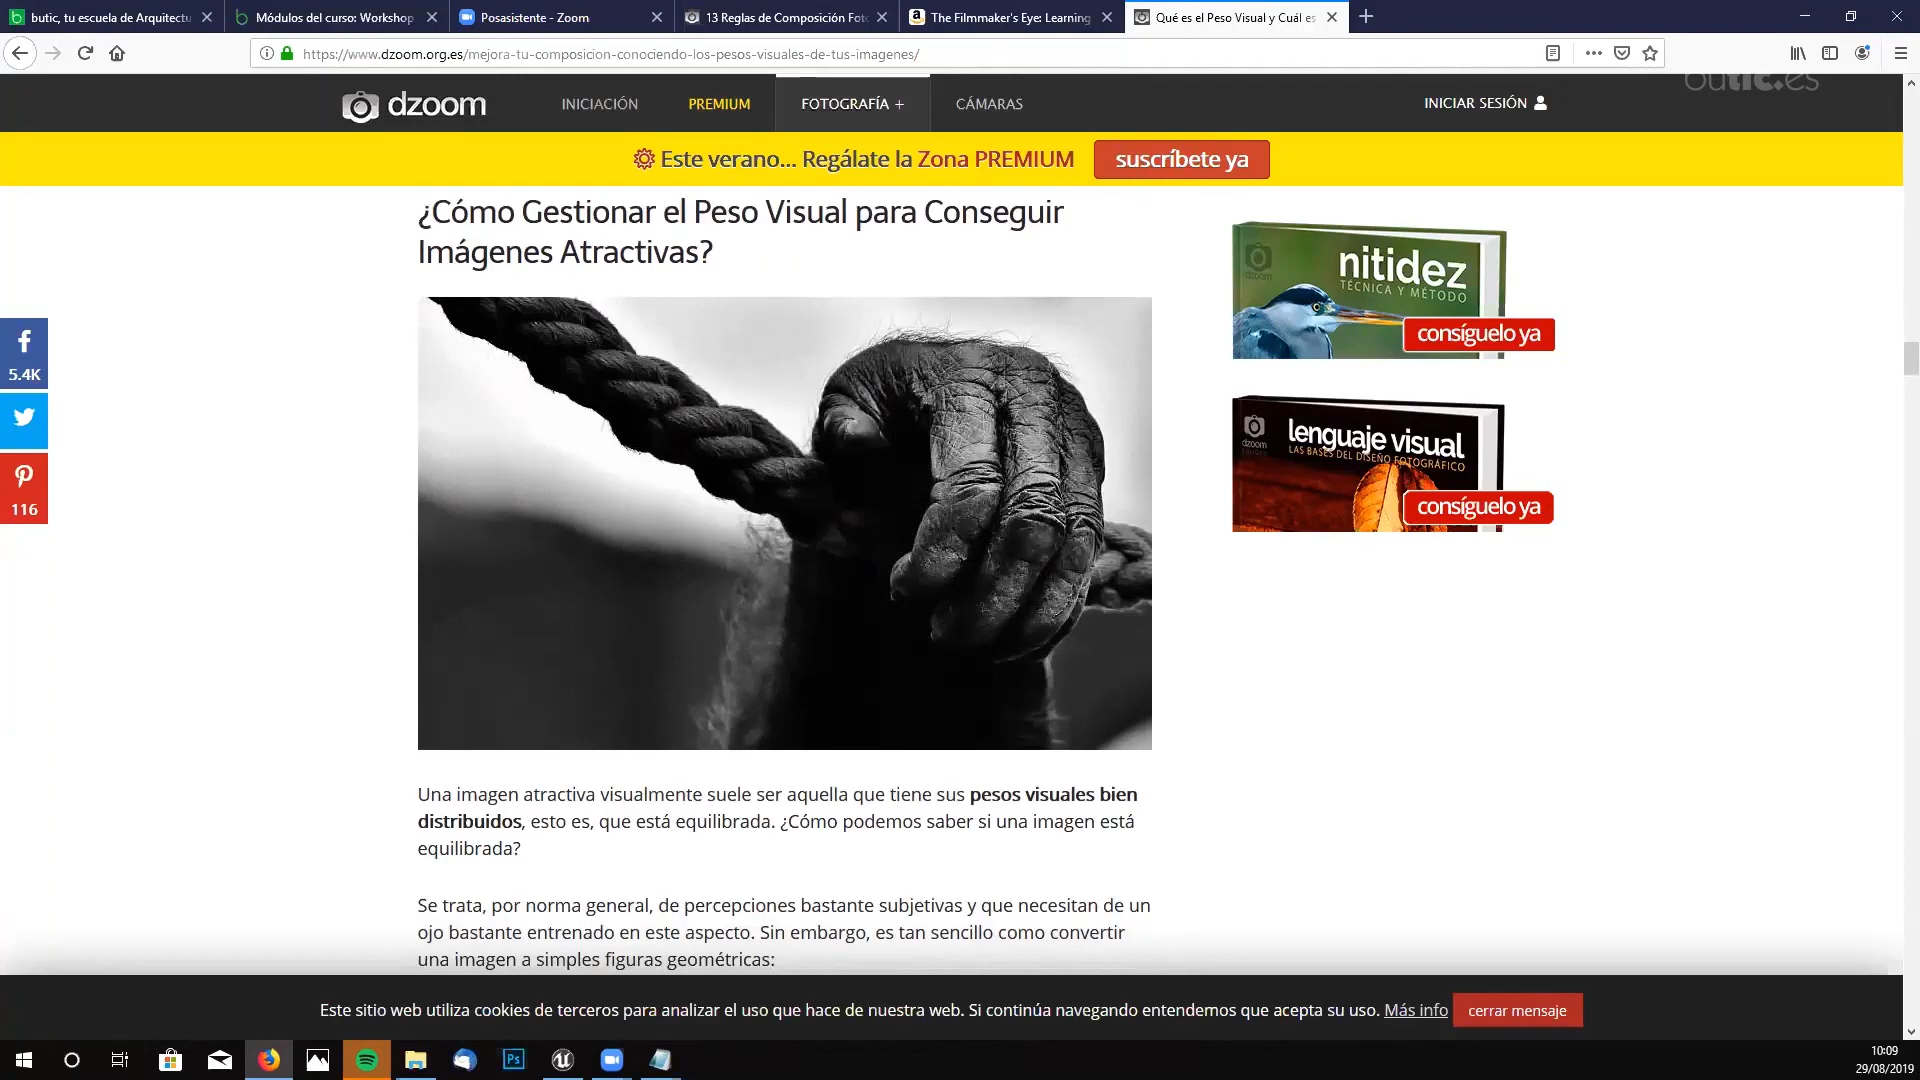 butic, tu escuela de Arquitectu
Módulos del curso: Workshop
Posasistente - Zoom
13 Reglas de Composición Foto
The Filmmaker's Eye: Learning
Qué es el Peso Visual y Cuál es
https://www.dzoom.org.es/mejora-tu-composicion-conociendo-los-pesos-visuales-de-tus-imagenes/
butic.es
dzoom
INICIACIÓN
PREMIUM
FOTOGRAFÍA +
CÁMARAS
INICIAR SESIÓN
Este verano... Regálate la Zona PREMIUM
suscríbete ya
¿Cómo Gestionar el Peso Visual para Conseguir
Imágenes Atractivas?
nitidez
TÉCNICA Y MÉTODO
consíguelo ya
dzoom
lenguaje visual
LAS BASES DEL DISEÑO FOTOGRÁFICO
consíguelo ya
5.4K
116
Una imagen atractiva visualmente suele ser aquella que tiene sus pesos visuales bien
distribuidos, esto es, que está equilibrada. ¿Cómo podemos saber si una imagen está
equilibrada?
Se trata, por norma general, de percepciones bastante subjetivas y que necesitan de un
ojo bastante entrenado en este aspecto. Sin embargo, es tan sencillo como convertir
una imagen a simples figuras geométricas:
Este sitio web utiliza cookies de terceros para analizar el uso que hace de nuestra web. Si continúa navegando entendemos que acepta su uso. Más info
cerrar mensaje
Ps
10:09
29/08/2019